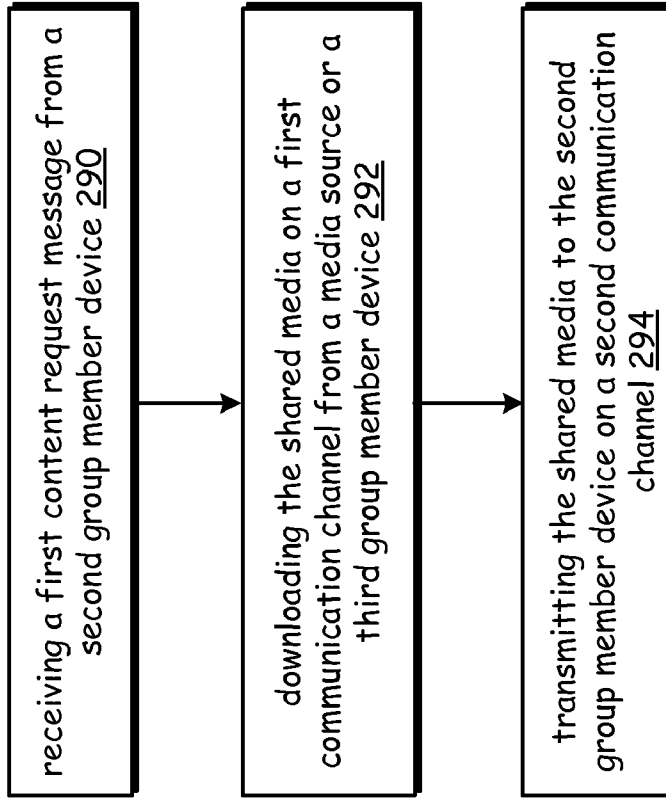 receiving a first content request message from a
second group member device 290
downloading the shared media on a first
communication channel from a media source or a
third group member device 292
transmitting the shared media to the second
group member device on a second communication
channel 294